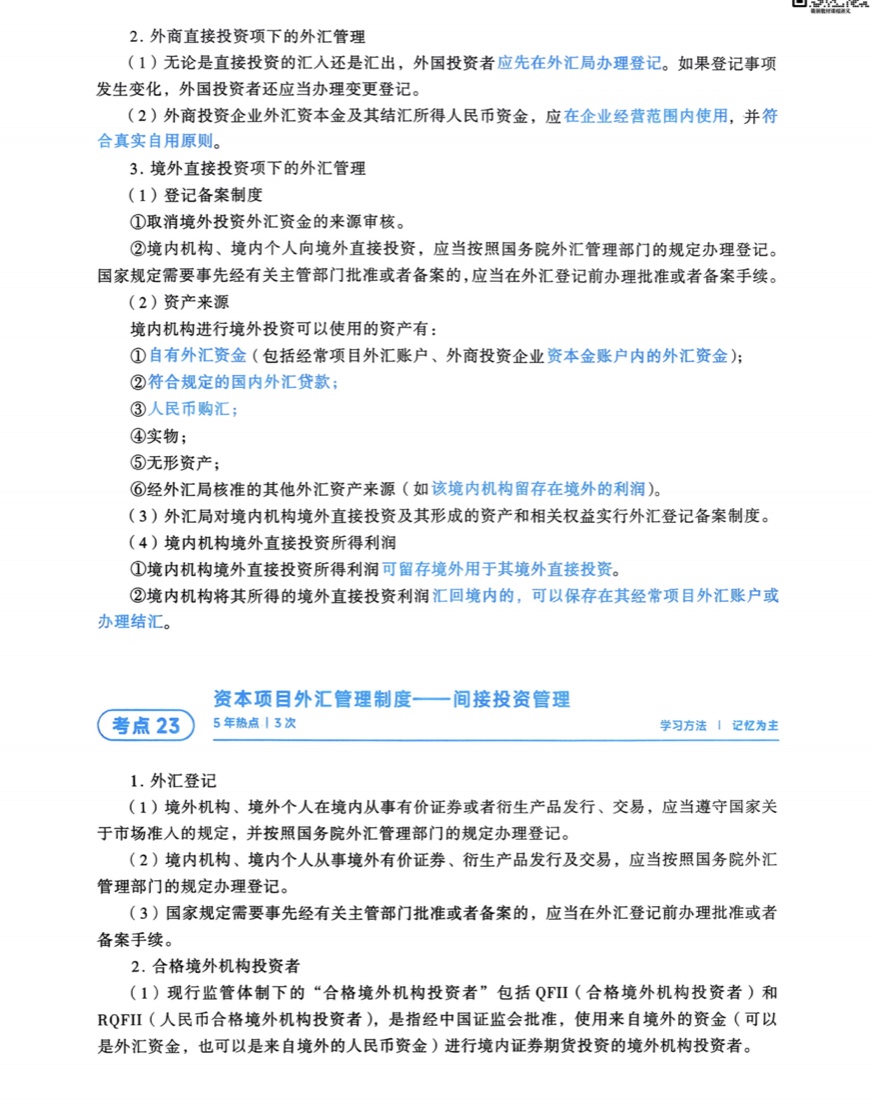 2. 外商直接投资项下的外汇管理
（1）无论是直接投资的汇入还是汇出，外国投资者应先在外汇局办理登记。如果登记事项
发生变化，外国投资者还应当办理变更登记。
（2）外商投资企业外汇资本金及其结汇所得人民币资金，应在企业经营范围内使用，并符
合真实自用原则。
3. 境外直接投资项下的外汇管理
（1）登记备案制度
①取消境外投资外汇资金的来源审核。
②境内机构、境内个人向境外直接投资，应当按照国务院外汇管理部门的规定办理登记。
国家规定需要事先经有关主管部门批准或者备案的，应当在外汇登记前办理批准或者备案手续。
（2）资产来源
境内机构进行境外投资可以使用的资产有：
①自有外汇资金（包括经常项目外汇账户、外商投资企业资本金账户内的外汇资金）；
②符合规定的国内外汇贷款；
③人民币购汇；
④实物；
⑤无形资产；
⑥经外汇局核准的其他外汇资产来源（如该境内机构留存在境外的利润）。
（3）外汇局对境内机构境外直接投资及其形成的资产和相关权益实行外汇登记备案制度。
（4）境内机构境外直接投资所得利润
①境内机构境外直接投资所得利润可留存境外用于其境外直接投资。
②境内机构将其所得的境外直接投资利润汇回境内的，可以保存在其经常项目外汇账户或
办理结汇。
考点 23
资本项目外汇管理制度——间接投资管理
5 年热点 | 3 次
学习方法 | 记忆为主
1. 外汇登记
（1）境外机构、境外个人在境内从事有价证券或者衍生产品发行、交易，应当遵守国家关
于市场准入的规定，并按照国务院外汇管理部门的规定办理登记。
（2）境内机构、境内个人从事境外有价证券、衍生产品发行及交易，应当按照国务院外汇
管理部门的规定办理登记。
（3）国家规定需要事先经有关主管部门批准或者备案的，应当在外汇登记前办理批准或者
备案手续。
2. 合格境外机构投资者
（1）现行监管体制下的“合格境外机构投资者”包括 QFII（合格境外机构投资者）和
RQFII（人民币合格境外机构投资者），是指经中国证监会批准，使用来自境外的资金（可以
是外汇资金，也可以是来自境外的人民币资金）进行境内证券期货投资的境外机构投资者。